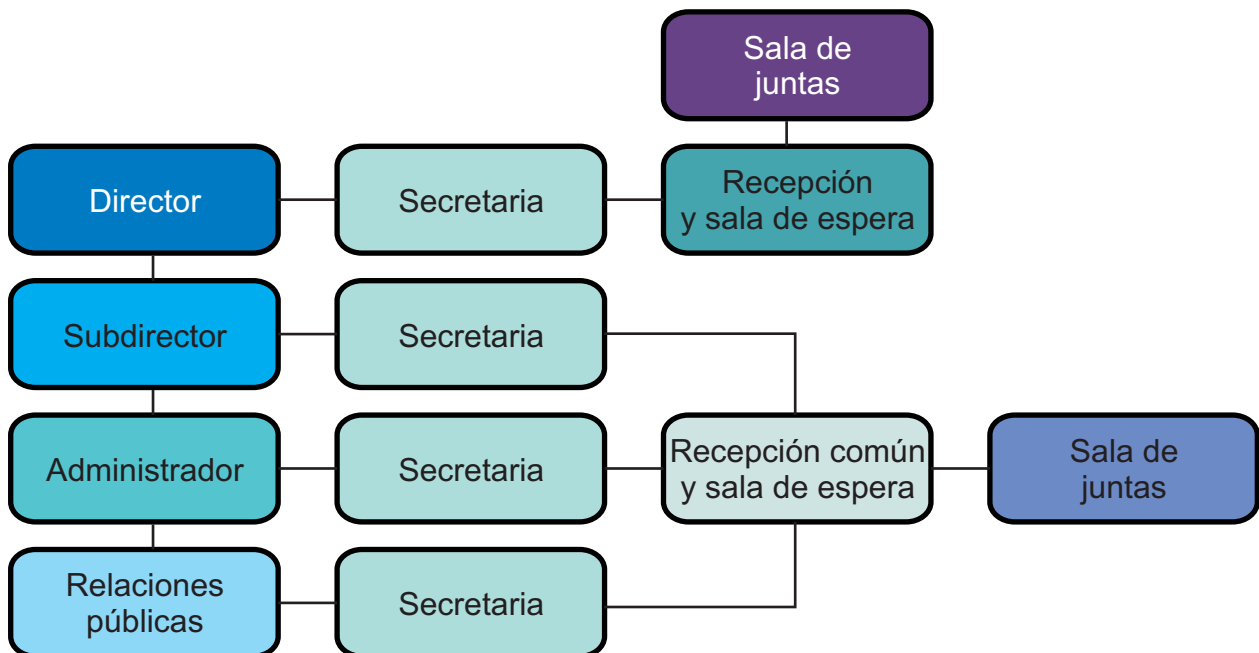 Sala de
juntas
Director
Secretaria
Recepción
y sala de espera
Subdirector
Secretaria
Administrador
Secretaria
Recepción común
y sala de espera
Sala de
juntas
Relaciones
públicas
Secretaria